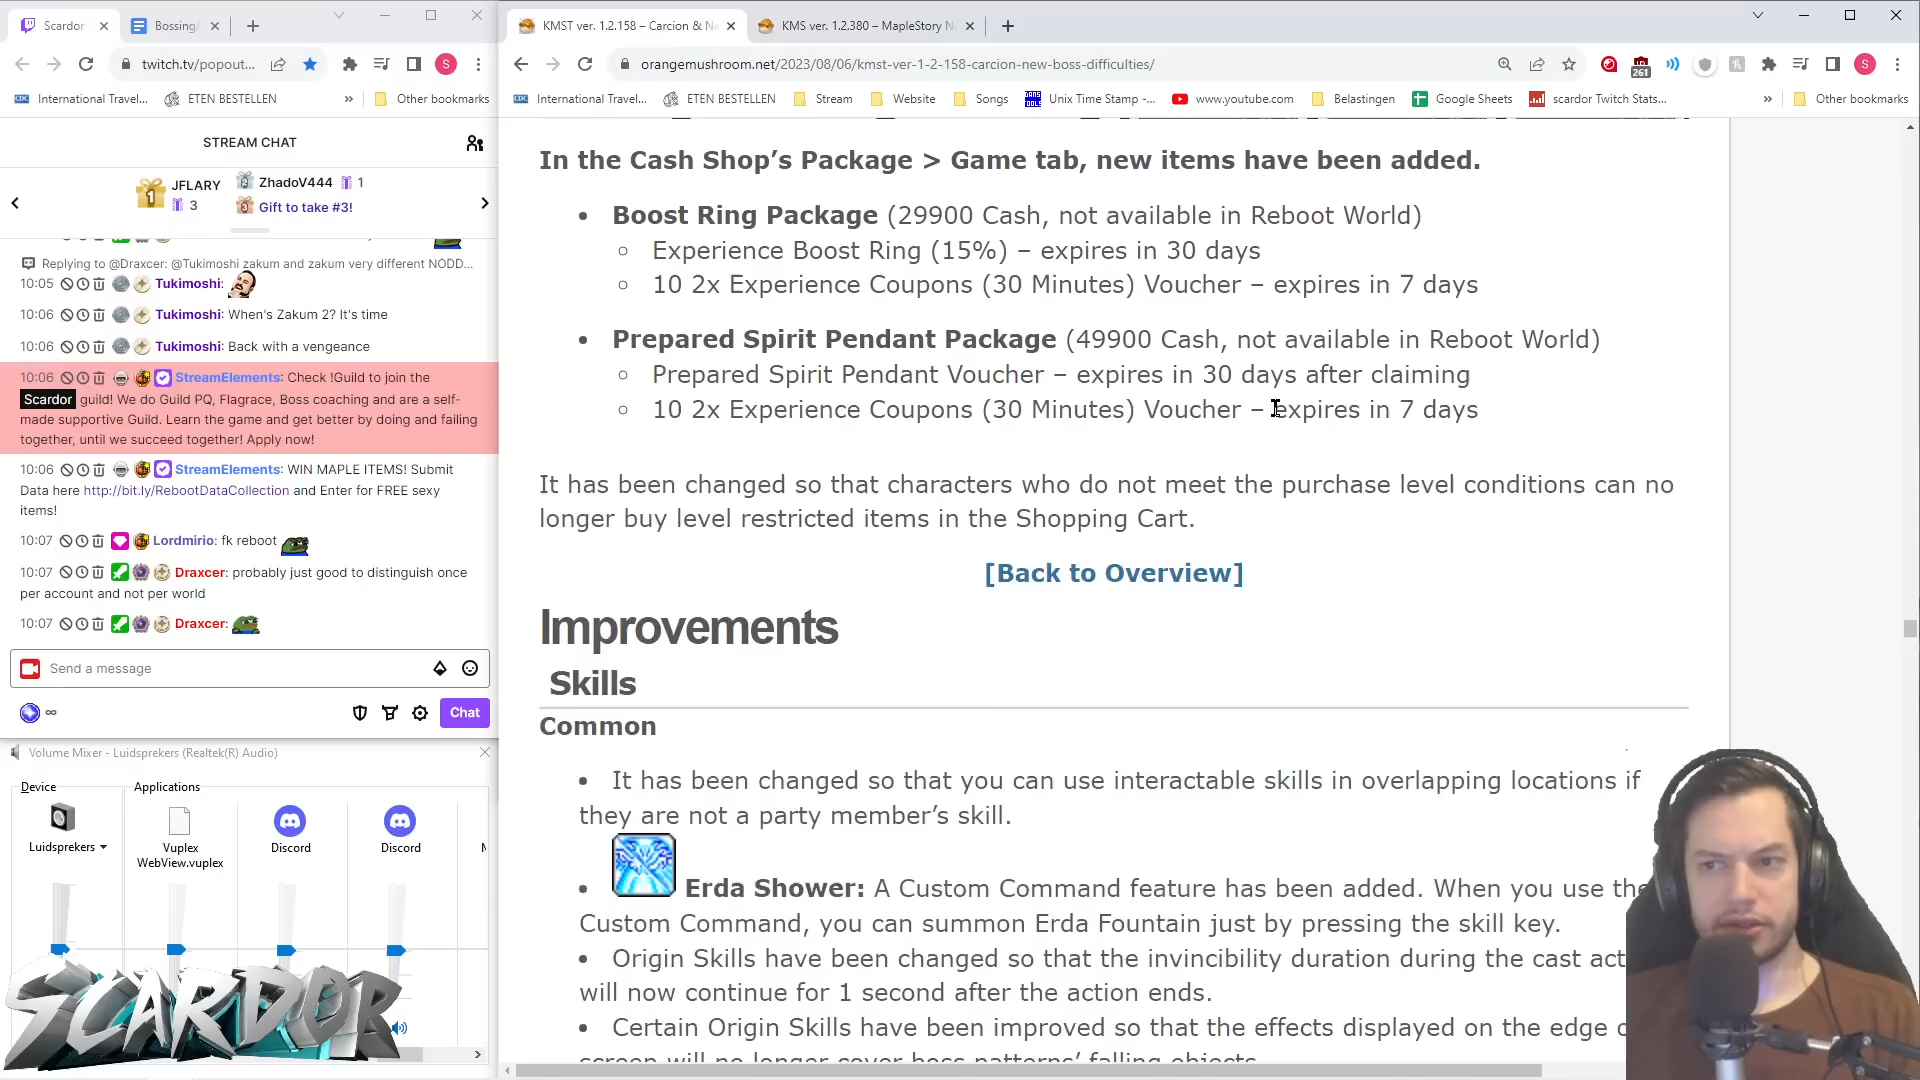 Scardor
Bossing/
twitch.tv/popout...
International Travel...
ETEN BESTELLEN
»
Other bookmarks
STREAM CHAT
JFLARY
3
ZhadoV444
1
Gift to take #3!
Replying to @Draxcer: @Tukimoshi zakum and zakum very different NODD...
10:05 Tukimoshi:
10:06 Tukimoshi: When's Zakum 2? It's time
10:06 Tukimoshi: Back with a vengeance
10:06 StreamElements: Check !Guild to join the
Scardor guild! We do Guild PQ, Flagrace, Boss coaching and are a self-
made supportive Guild. Learn the game and get better by doing and failing
together, until we succeed together! Apply now!
10:06 StreamElements: WIN MAPLE ITEMS! Submit
Data here http://bit.ly/RebootDataCollection and Enter for FREE sexy
items!
10:07 Lordmirio: fk reboot
10:07 Draxcer: probably just good to distinguish once
per account and not per world
10:07 Draxcer:
Send a message
∞
Chat
Volume Mixer - Luidsprekers (Realtek(R) Audio)
Device
Applications
Luidsprekers
Vuplex
WebView.vuplex
Discord
Discord
SCARDOR
KMST ver. 1.2.158 – Carcion & N
KMS ver. 1.2.380 – MapleStory N
orangemushroom.net/2023/08/06/kmst-ver-1-2-158-carcion-new-boss-difficulties/
261
International Travel...
ETEN BESTELLEN
Stream
Website
Songs
Unix Time Stamp -...
www.youtube.com
Belastingen
Google Sheets
scardor Twitch Stats...
»
Other bookmarks
In the Cash Shop’s Package > Game tab, new items have been added.
• Boost Ring Package (29900 Cash, not available in Reboot World)
○ Experience Boost Ring (15%) – expires in 30 days
○ 10 2x Experience Coupons (30 Minutes) Voucher – expires in 7 days
• Prepared Spirit Pendant Package (49900 Cash, not available in Reboot World)
○ Prepared Spirit Pendant Voucher – expires in 30 days after claiming
○ 10 2x Experience Coupons (30 Minutes) Voucher – expires in 7 days
It has been changed so that characters who do not meet the purchase level conditions can no
longer buy level restricted items in the Shopping Cart.
[Back to Overview]
Improvements
Skills
Common
• It has been changed so that you can use interactable skills in overlapping locations if
they are not a party member’s skill.
• Erda Shower: A Custom Command feature has been added. When you use the
Custom Command, you can summon Erda Fountain just by pressing the skill key.
• Origin Skills have been changed so that the invincibility duration during the cast act
will now continue for 1 second after the action ends.
• Certain Origin Skills have been improved so that the effects displayed on the edge o
screen will no longer cover boss patterns’ falling objects.